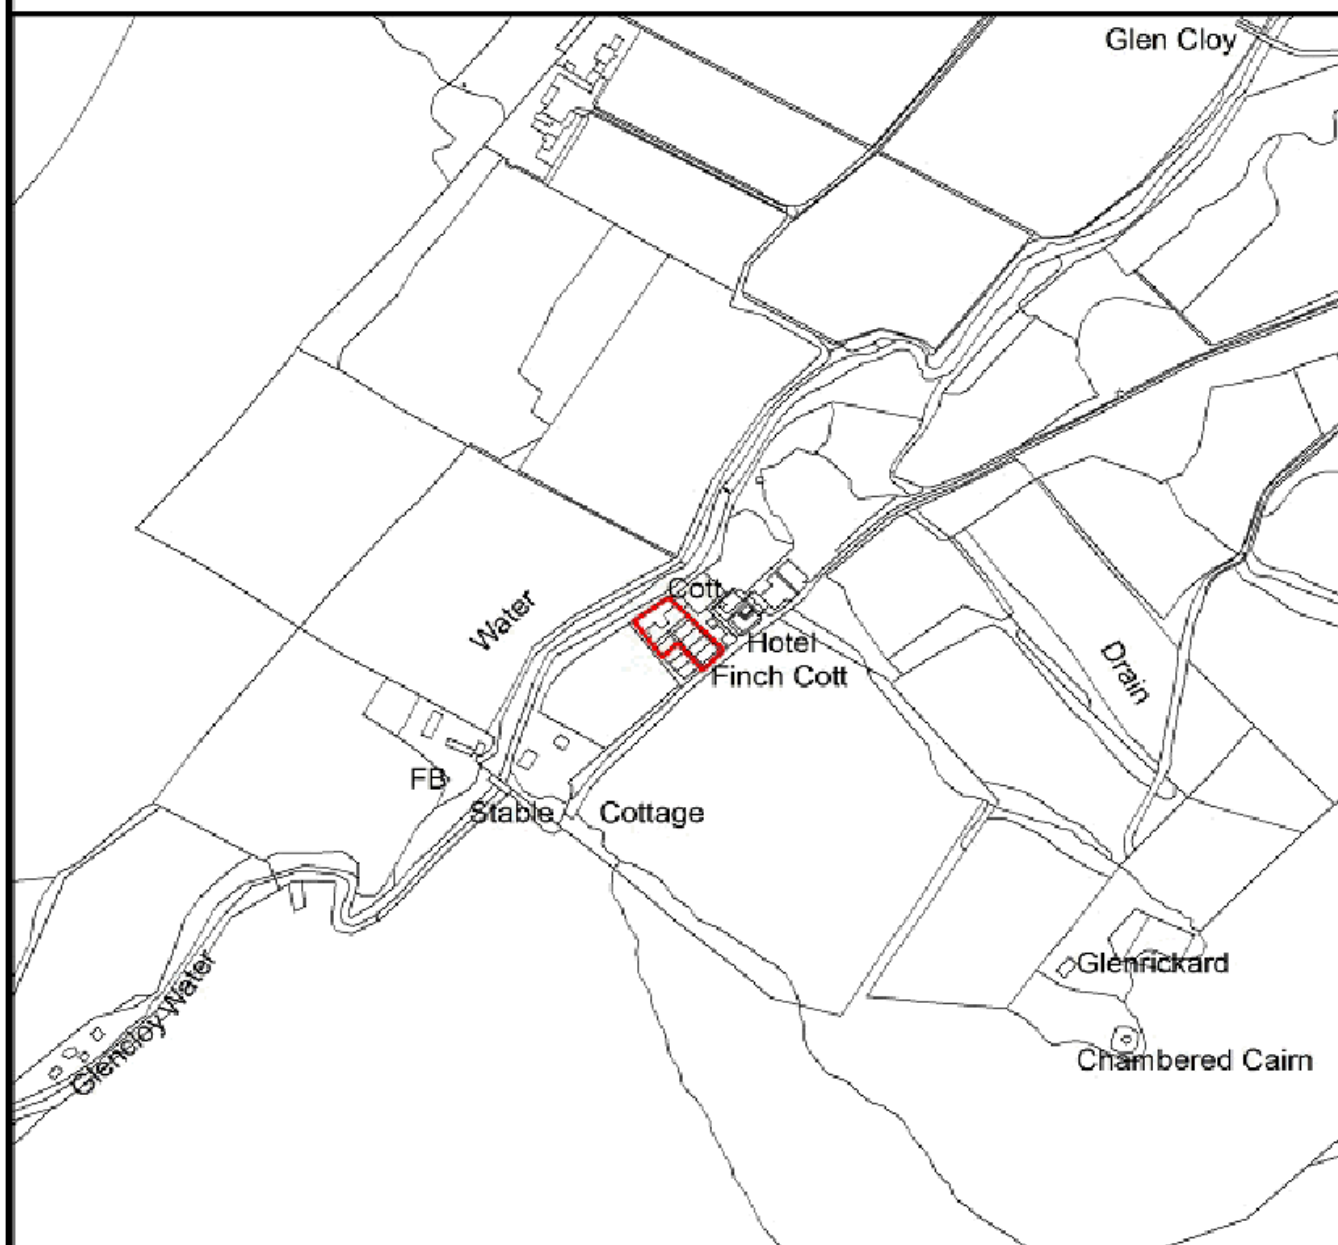 Glen Cloy
Cott
Water
Hotel
Finch Cott
Drain
FB
Stable Cottage
Glenrickard
Glencloy Water
Chambered Cairn